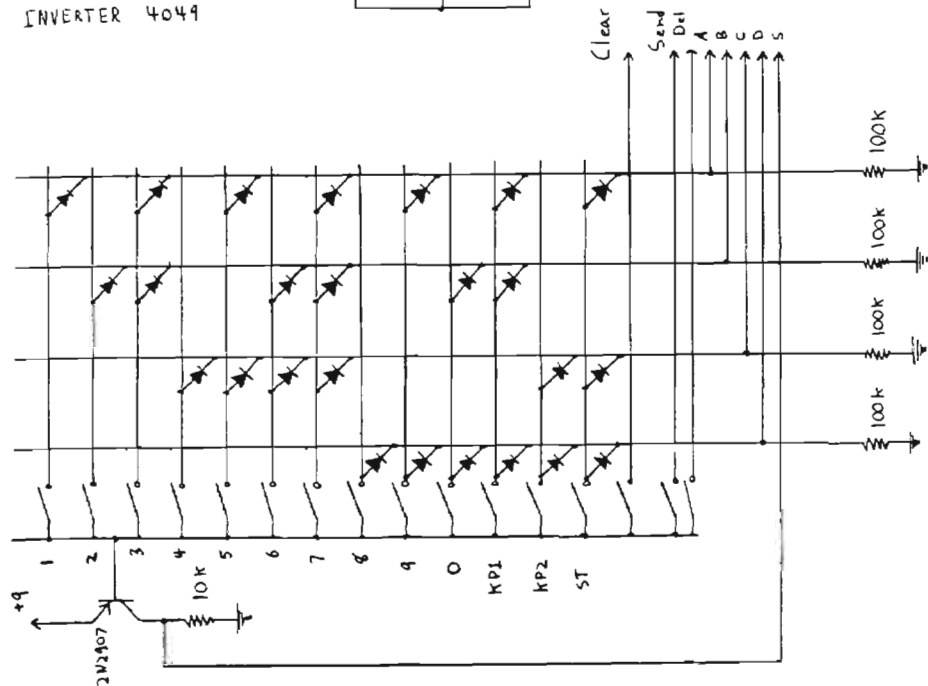 INVERTER 4049
Clear
Send
Del
A
B
C
D
S
100K
100K
100K
100K
1
2
3
4
5
6
7
8
9
0
KP1
KP2
ST
+9
10K
2N2907